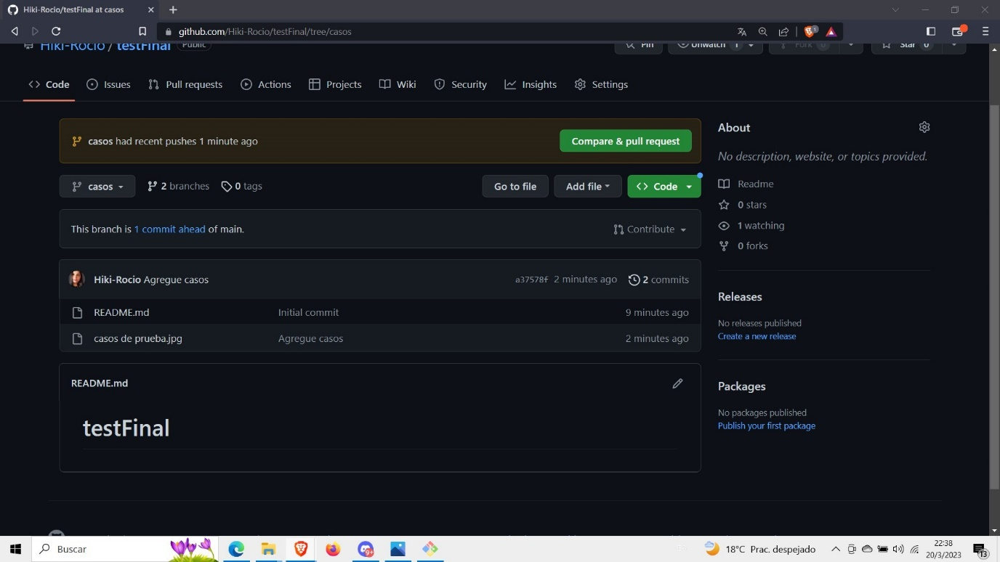 Hiki-Rocio/testFinal at casos
github.com/Hiki-Rocio/testFinal/tree/casos
1
Hiki-Rocio / testFinal Public
Pin
Unwatch 1
Fork 0
Star 0
Code
Issues
Pull requests
Actions
Projects
Wiki
Security
Insights
Settings
casos had recent pushes 1 minute ago
Compare & pull request
casos
2 branches
0 tags
Go to file
Add file
Code
This branch is 1 commit ahead of main.
Contribute
Hiki-Rocio Agregue casos
a37578f 2 minutes ago
2 commits
README.md
Initial commit
9 minutes ago
casos de prueba.jpg
Agregue casos
2 minutes ago
README.md
testFinal
About
No description, website, or topics provided.
Readme
0 stars
1 watching
0 forks
Releases
No releases published
Create a new release
Packages
No packages published
Publish your first package
Buscar
9+
18°C Prac. despejado
22:38
20/3/2023
13